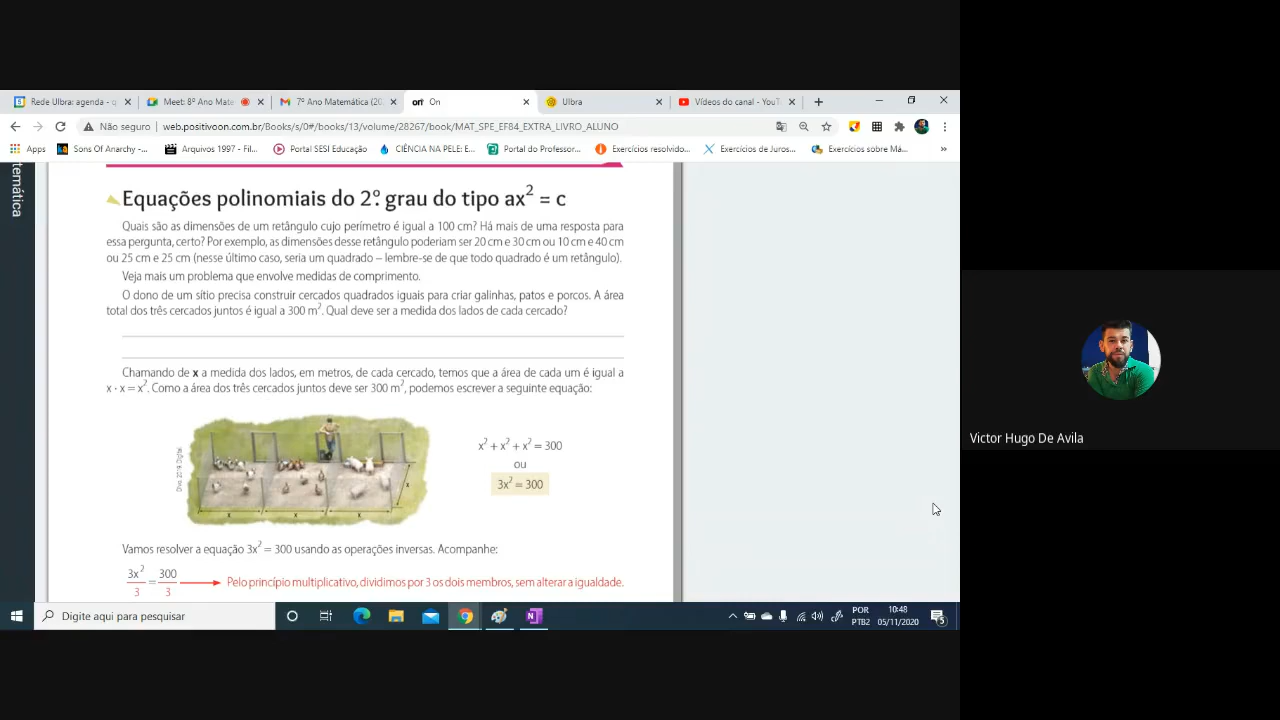 Rede Ulbra: agenda - q
Meet: 8º Ano Mate
7º Ano Matemática (20
On
Ulbra
Vídeos do canal - YouT
Não seguro
web.positivoon.com.br/Books/s/0#/books/13/volume/28267/book/MAT_SPE_EF84_EXTRA_LIVRO_ALUNO
Apps
Sons Of Anarchy -...
Arquivos 1997 - Fil...
Portal SESI Educação
CIÊNCIA NA PELE: E...
Portal do Professor...
Exercícios resolvido...
Exercícios de Juros...
Exercícios sobre Má...
»
temática
Equações polinomiais do 2º. grau do tipo ax² = c
Quais são as dimensões de um retângulo cujo perímetro é igual a 100 cm? Há mais de uma resposta para
essa pergunta, certo? Por exemplo, as dimensões desse retângulo poderiam ser 20 cm e 30 cm ou 10 cm e 40 cm
ou 25 cm e 25 cm (nesse último caso, seria um quadrado – lembre-se de que todo quadrado é um retângulo).
Veja mais um problema que envolve medidas de comprimento.
O dono de um sítio precisa construir cercados quadrados iguais para criar galinhas, patos e porcos. A área
total dos três cercados juntos é igual a 300 m². Qual deve ser a medida dos lados de cada cercado?
Chamando de x a medida dos lados, em metros, de cada cercado, temos que a área de cada um é igual a
x · x = x². Como a área dos três cercados juntos deve ser 300 m², podemos escrever a seguinte equação:
x
x
x
x
x² + x² + x² = 300
ou
3x² = 300
Vamos resolver a equação 3x² = 300 usando as operações inversas. Acompanhe:
3x² 300
=
3 3
Pelo princípio multiplicativo, dividimos por 3 os dois membros, sem alterar a igualdade.
Victor Hugo De Avila
Digite aqui para pesquisar
POR
PTB2
10:48
05/11/2020
5